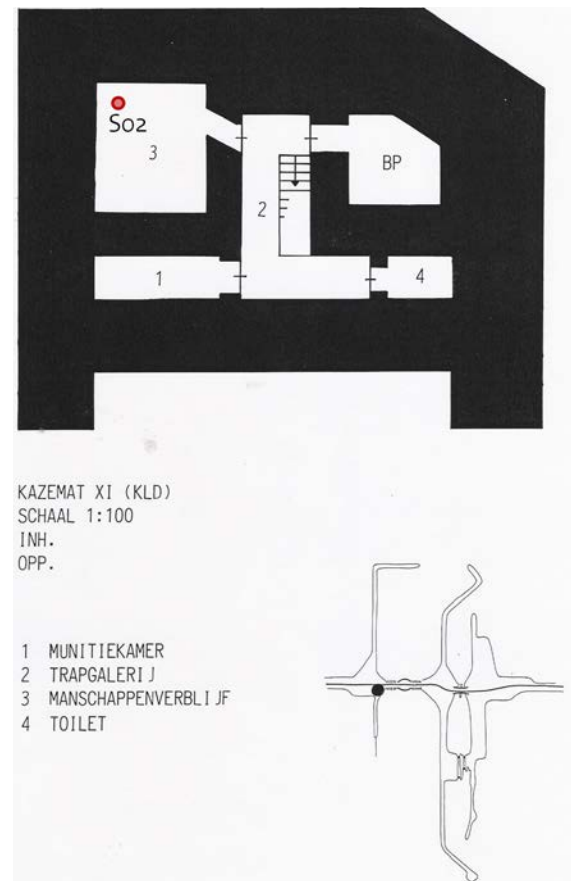 S02
3
BP
2
1
4
KAZEMAT XI (KLD)
SCHAAL 1:100
INH.
OPP.
1 MUNITIEKAMER
2 TRAPGALERIJ
3 MANSCHAPPENVERBLIJF
4 TOILET